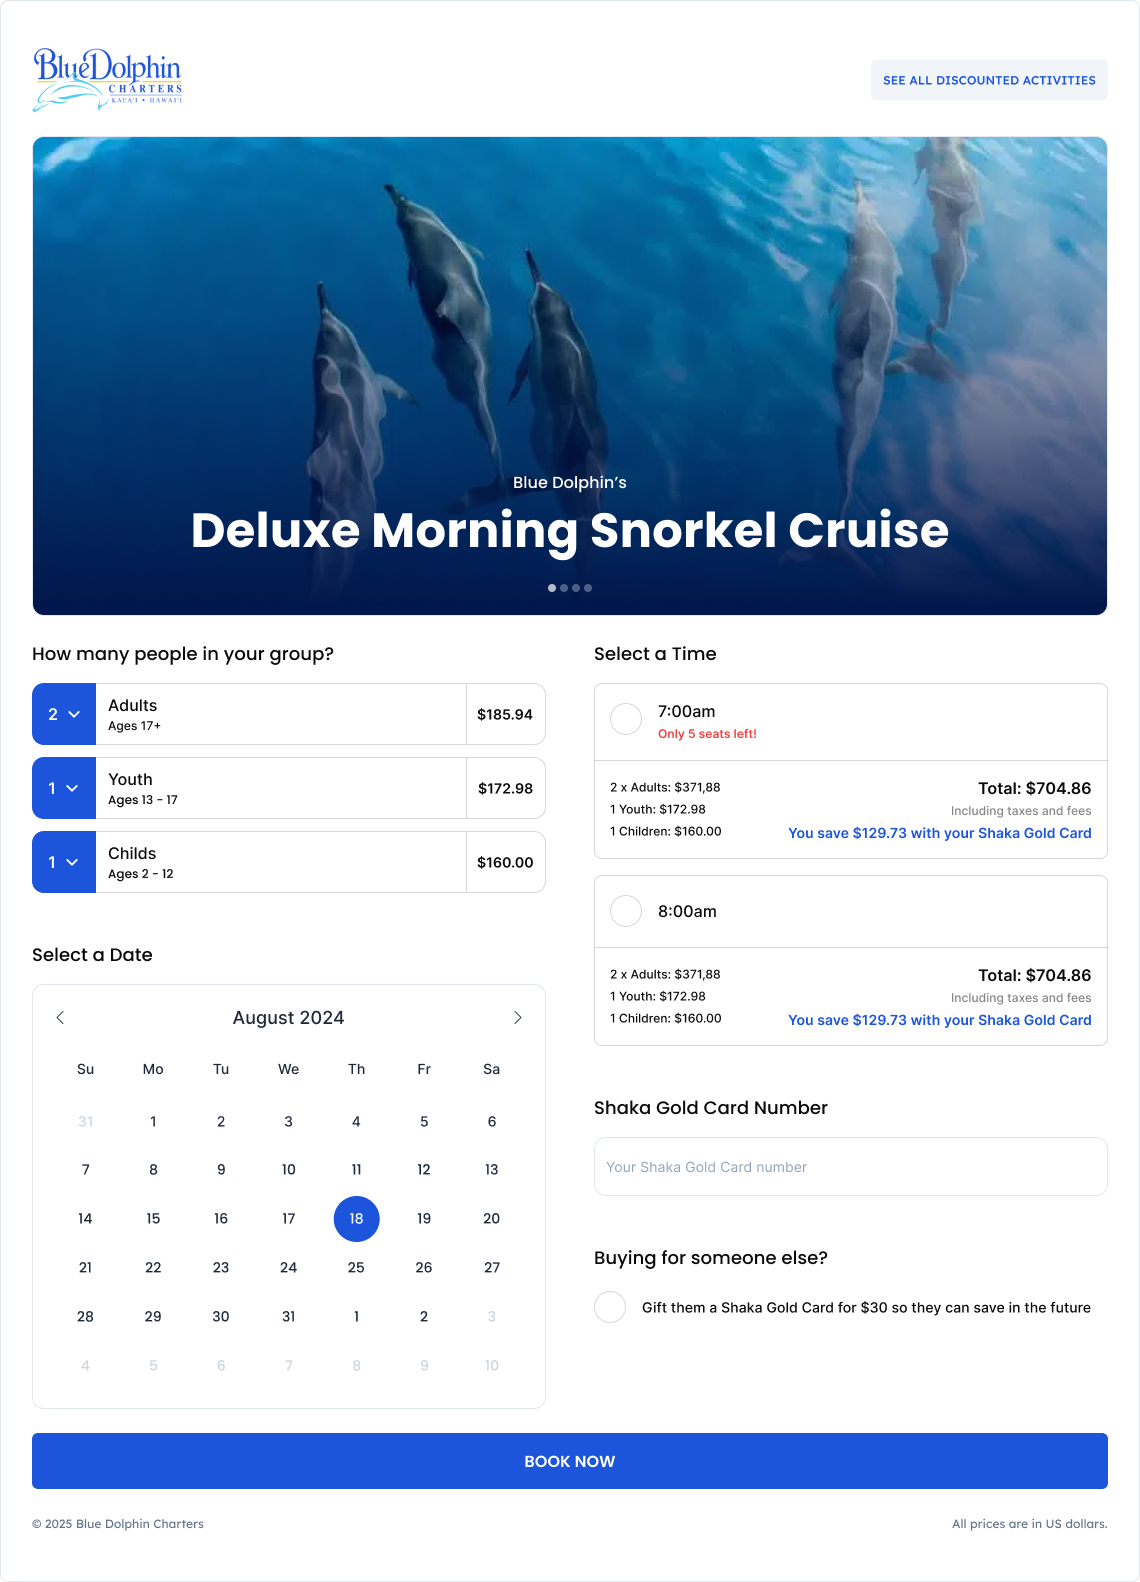 BlueDolphin
CHARTERS
KAUA'I • HAWAI'I
SEE ALL DISCOUNTED ACTIVITIES
Blue Dolphin's
Deluxe Morning Snorkel Cruise
How many people in your group?
2
Adults
Ages 17+
$185.94
1
Youth
Ages 13 - 17
$172.98
1
Childs
Ages 2 - 12
$160.00
Select a Date
August 2024
Su Mo Tu We Th Fr Sa
31 1 2 3 4 5 6
7 8 9 10 11 12 13
14 15 16 17 18 19 20
21 22 23 24 25 26 27
28 29 30 31 1 2 3
4 5 6 7 8 9 10
Select a Time
7:00am
Only 5 seats left!
2 x Adults: $371,88
1 Youth: $172.98
1 Children: $160.00
Total: $704.86
Including taxes and fees
You save $129.73 with your Shaka Gold Card
8:00am
2 x Adults: $371,88
1 Youth: $172.98
1 Children: $160.00
Total: $704.86
Including taxes and fees
You save $129.73 with your Shaka Gold Card
Shaka Gold Card Number
Your Shaka Gold Card number
Buying for someone else?
Gift them a Shaka Gold Card for $30 so they can save in the future
BOOK NOW
© 2025 Blue Dolphin Charters
All prices are in US dollars.